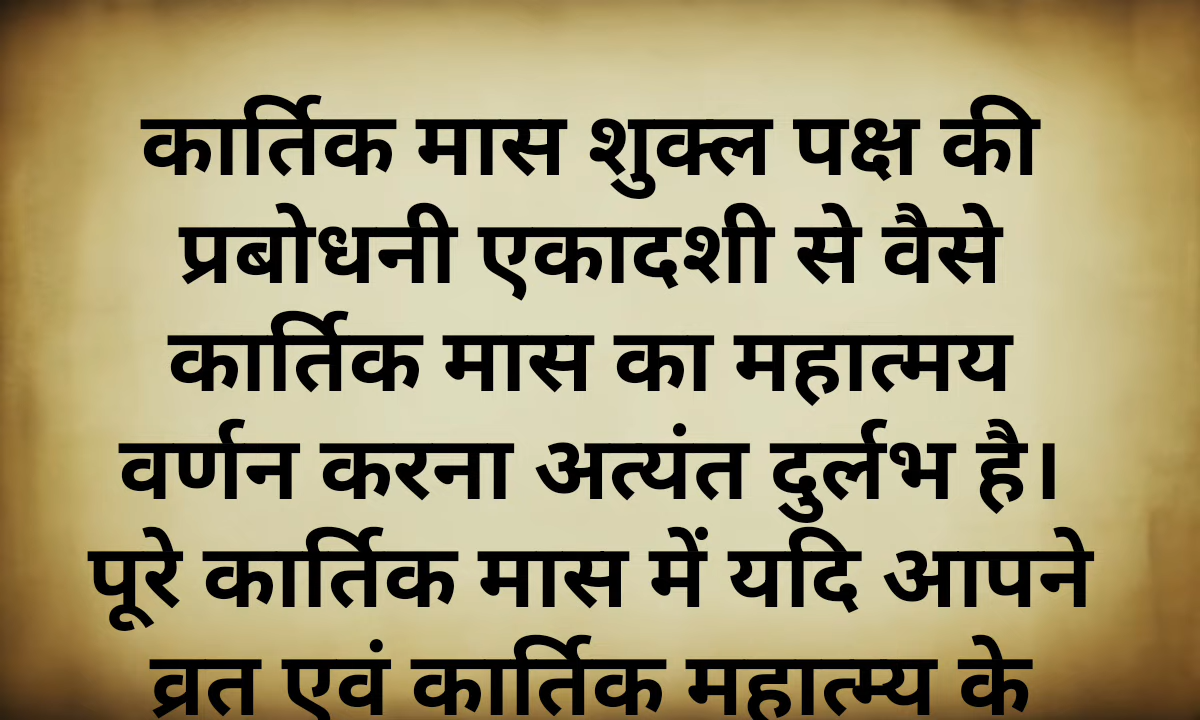 कार्तिक मास शुक्ल पक्ष की
प्रबोधनी एकादशी से वैसे
कार्तिक मास का महात्मय
वर्णन करना अत्यंत दुर्लभ है।
पूरे कार्तिक मास में यदि आपने
व्रत एवं कार्तिक महात्म्य के